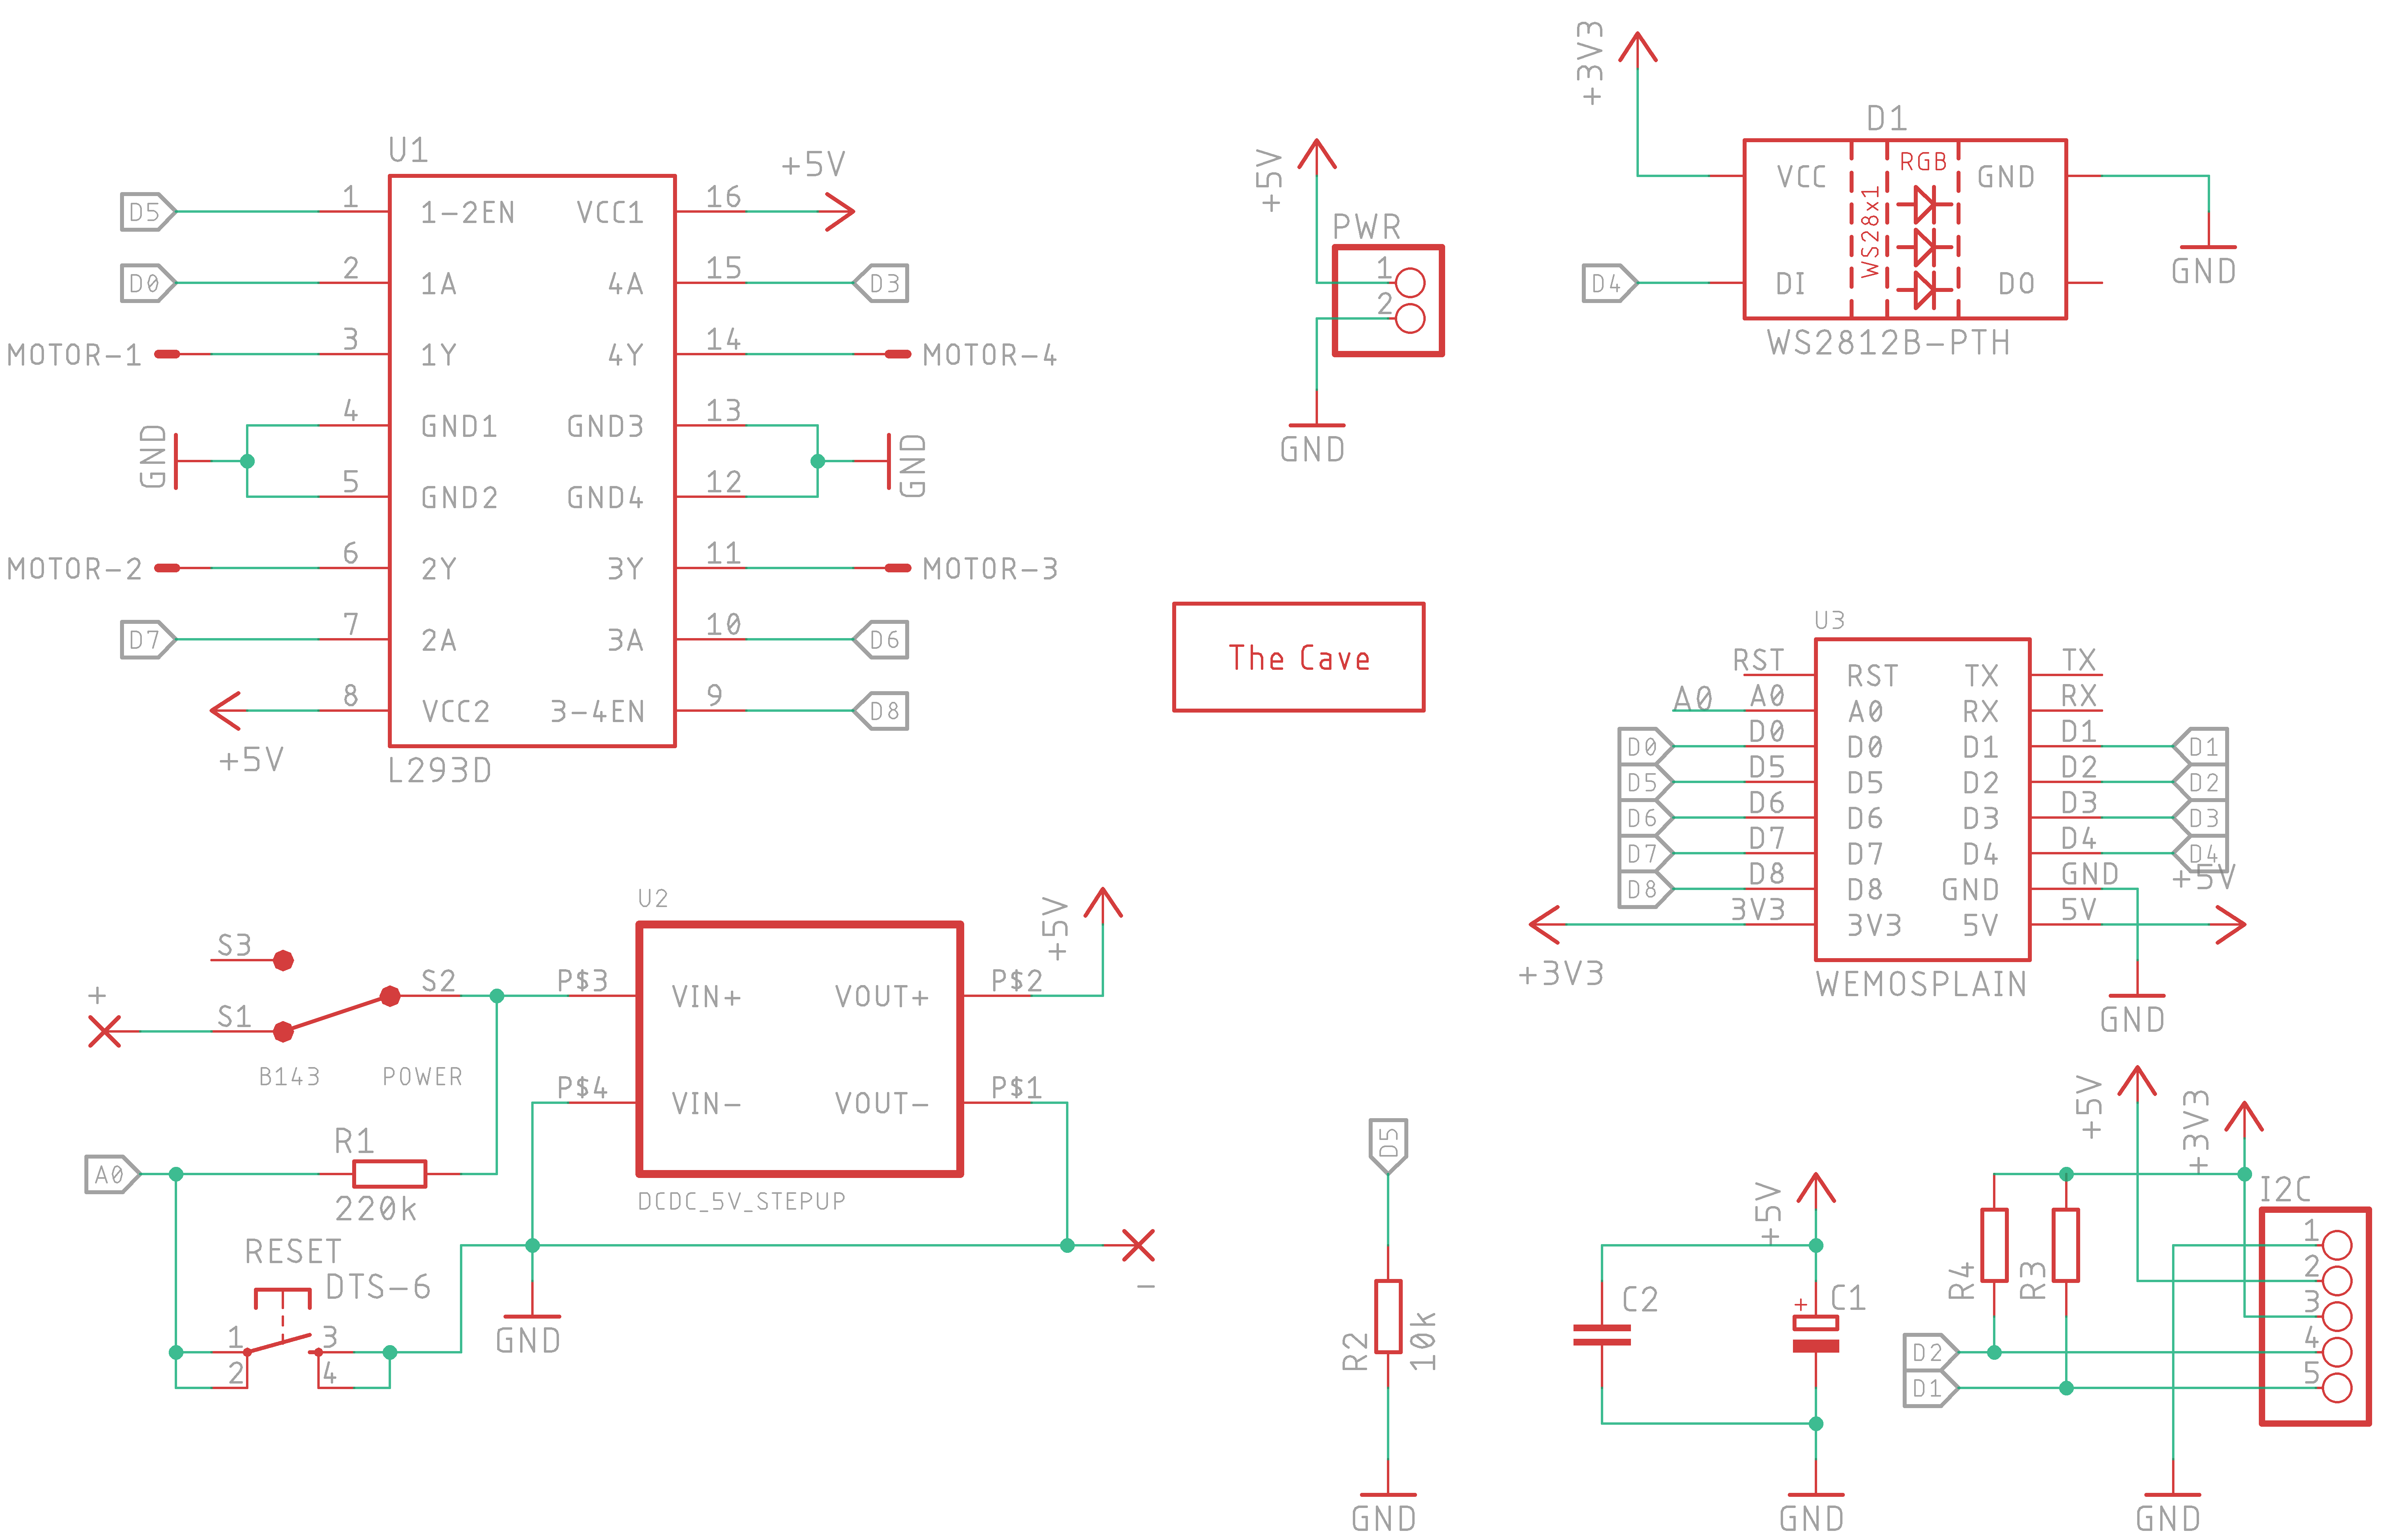 U1
D5
1
1-2EN
VCC1
16
+5V
D0
2
1A
4A
15
D3
MOTOR-1
3
1Y
4Y
14
MOTOR-4
GND
4
GND1
GND3
13
GND
5
GND2
GND4
12
MOTOR-2
6
2Y
3Y
11
MOTOR-3
D7
7
2A
3A
10
D6
8
VCC2
3-4EN
9
D8
+5V
L293D
+5V
PWR
1
2
GND
+3V3
D1
VCC
RGB
GND
WS28x1
D4
DI
DO
WS2812B-PTH
GND
The Cave
U3
RST
RST
TX
TX
A0
A0
A0
RX
RX
D0
D0
D0
D1
D1
D1
D5
D5
D5
D2
D2
D2
D6
D6
D6
D3
D3
D3
D7
D7
D7
D4
D4
D4
D8
D8
D8
GND
GND
+5V
3V3
3V3
5V
5V
+3V3
WEMOSPLAIN
GND
U2
S3
S2
+
S1
B143
POWER
P$3
VIN+
VOUT+
P$2
+5V
P$4
VIN-
VOUT-
P$1
DCDC_5V_STEPUP
-
A0
R1
220k
RESET
DTS-6
1
3
2
4
GND
D5
R2
10k
GND
+5V
C2
+
C1
GND
+5V
+3V3
I2C
R4
R3
1
2
3
4
5
D2
D1
GND